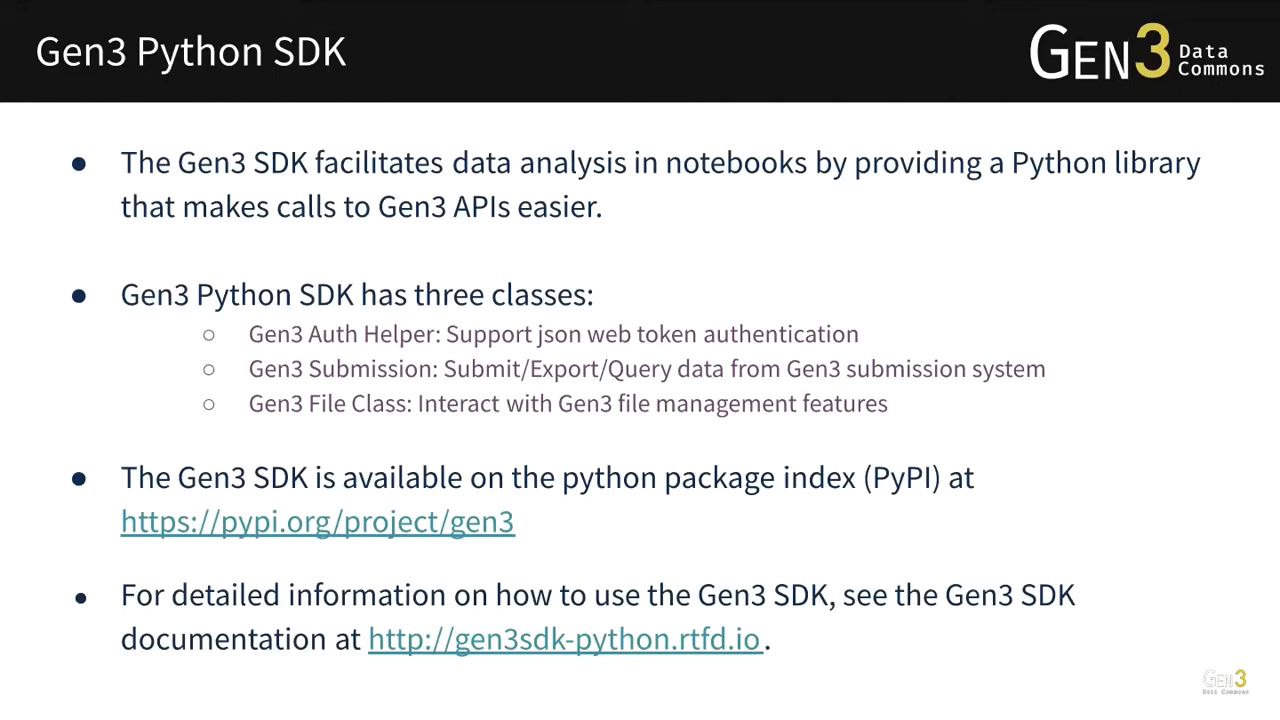 Gen3 Python SDK
GEN3 Data Commons
● The Gen3 SDK facilitates data analysis in notebooks by providing a Python library
that makes calls to Gen3 APIs easier.
● Gen3 Python SDK has three classes:
○ Gen3 Auth Helper: Support json web token authentication
○ Gen3 Submission: Submit/Export/Query data from Gen3 submission system
○ Gen3 File Class: Interact with Gen3 file management features
● The Gen3 SDK is available on the python package index (PyPI) at
https://pypi.org/project/gen3
● For detailed information on how to use the Gen3 SDK, see the Gen3 SDK
documentation at http://gen3sdk-python.rtfd.io.
GEN3
Data Commons